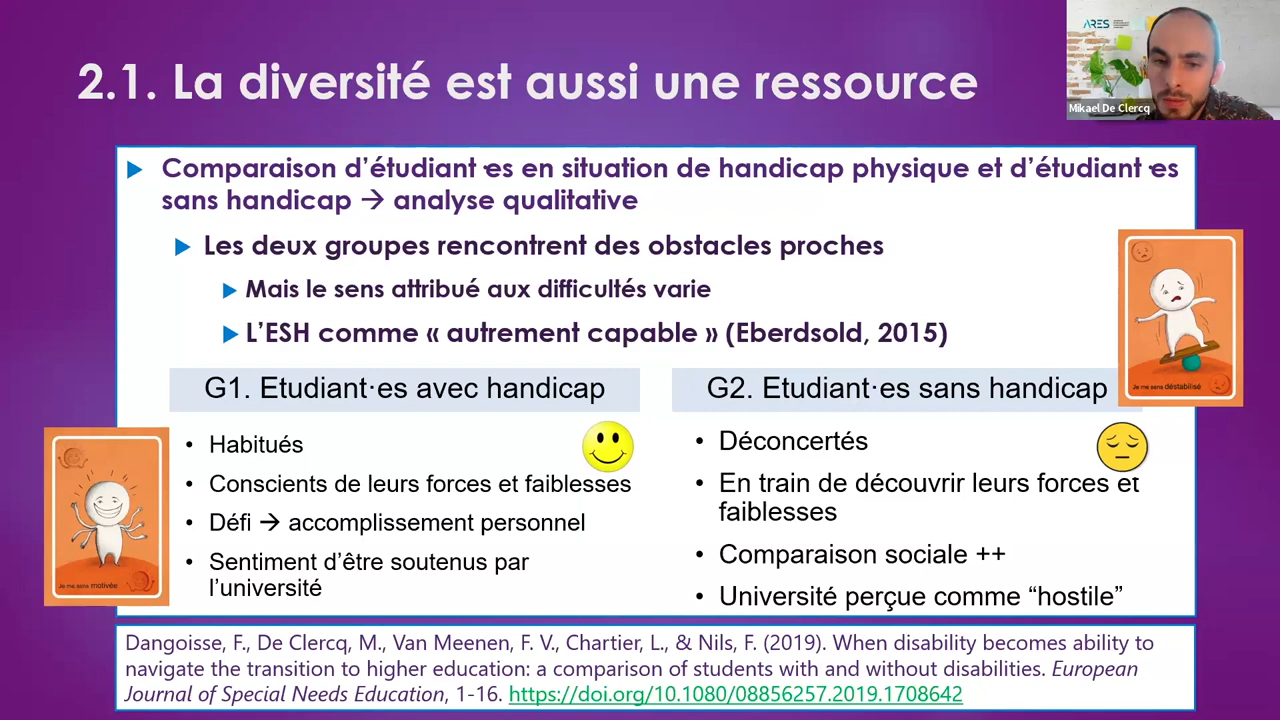 ARES
Mikael De Clercq
2.1. La diversité est aussi une ressource
Comparaison d’étudiant·es en situation de handicap physique et d’étudiant·es
sans handicap → analyse qualitative
Les deux groupes rencontrent des obstacles proches
Mais le sens attribué aux difficultés varie
L’ESH comme « autrement capable » (Eberdsold, 2015)
G1. Etudiant·es avec handicap
• Habitués
• Conscients de leurs forces et faiblesses
• Défi → accomplissement personnel
• Sentiment d’être soutenus par
l’université
G2. Etudiant·es sans handicap
• Déconcertés
• En train de découvrir leurs forces et
faiblesses
• Comparaison sociale ++
• Université perçue comme “hostile”
Je me sens déstabilisé
Je me sens motivée
Dangoisse, F., De Clercq, M., Van Meenen, F. V., Chartier, L., & Nils, F. (2019). When disability becomes ability to
navigate the transition to higher education: a comparison of students with and without disabilities. European
Journal of Special Needs Education, 1-16. https://doi.org/10.1080/08856257.2019.1708642